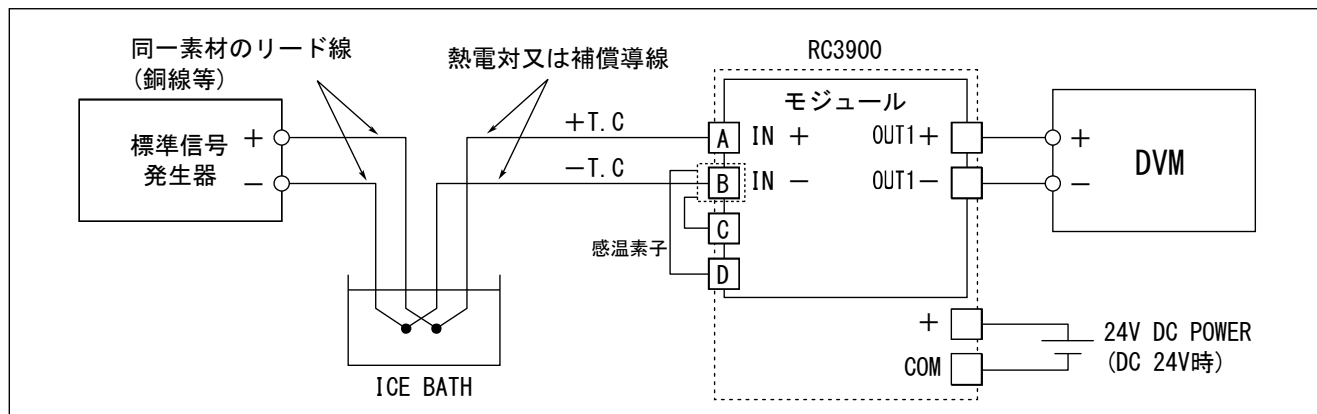 同一素材のリード線
(銅線等)
熱電対又は補償導線
RC3900
モジュール
標準信号
発生器
+
−
+T.C
−T.C
A IN +
B IN −
C
D
感温素子
OUT1+
OUT1−
+
−
DVM
ICE BATH
+
COM
24V DC POWER
(DC 24V時)